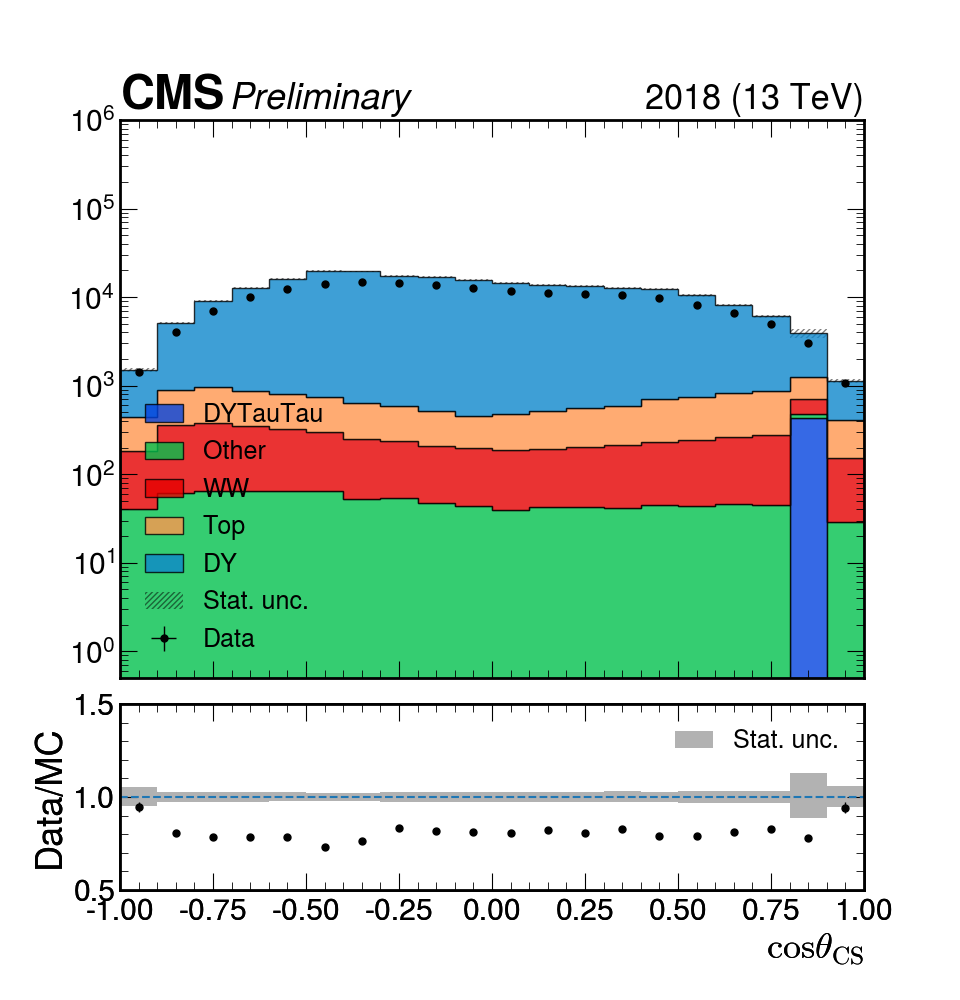 CMS Preliminary 2018 (13 TeV)
10^6
10^5
10^4
10^3
10^2
10^1
10^0
DYTauTau
Other
WW
Top
DY
Stat. unc.
Data
1.5
1.0
0.5
Data/MC
Stat. unc.
-1.00 -0.75 -0.50 -0.25 0.00 0.25 0.50 0.75 1.00
cosθ_CS